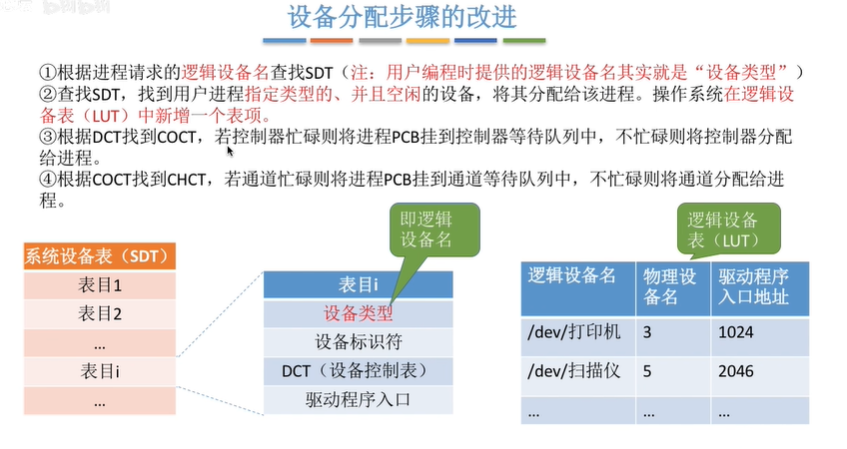 设备分配步骤的改进
①根据进程请求的逻辑设备名查找SDT（注：用户编程时提供的逻辑设备名其实就是“设备类型”）
②查找SDT，找到用户进程指定类型的、并且空闲的设备，将其分配给该进程。操作系统在逻辑设
备表（LUT）中新增一个表项。
③根据DCT找到COCT，若控制器忙碌则将进程PCB挂到控制器等待队列中，不忙碌则将控制器分配
给进程。
④根据COCT找到CHCT，若通道忙碌则将进程PCB挂到通道等待队列中，不忙碌则将通道分配给进
程。
即逻辑
设备名
逻辑设备
表（LUT）
系统设备表（SDT）
表目1
表目2
...
表目i
...
表目i
设备类型
设备标识符
DCT（设备控制表）
驱动程序入口
逻辑设备名 物理设 驱动程序
备名 入口地址
/dev/打印机 3 1024
/dev/扫描仪 5 2046
... ... ...